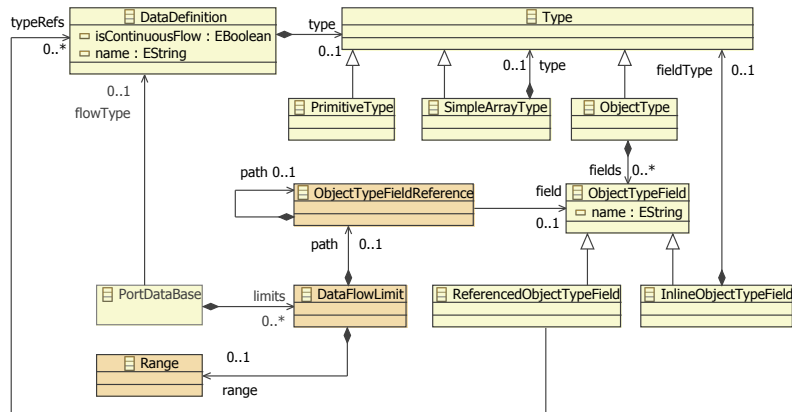 typeRefs
DataDefinition
Type
isContinuousFlow : EBoolean
type
0..*
name : EString
0..1
0..1
type
fieldType
0..1
0..1
flowType
PrimitiveType
SimpleArrayType
ObjectType
path 0..1
fields
0..*
ObjectTypeFieldReference
field
ObjectTypeField
0..1
name : EString
path
0..1
PortDataBase
limits
DataFlowLimit
ReferencedObjectTypeField
InlineObjectTypeField
0..*
Range
0..1
range